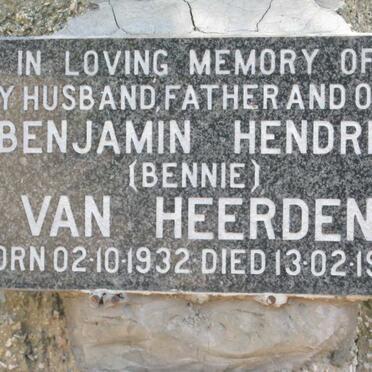 IN LOVING MEMORY OF
Y HUSBAND, FATHER AND O
BENJAMIN HENDRI
(BENNIE)
VAN HEERDEN
ORN 02-10-1932 DIED 13-02-19